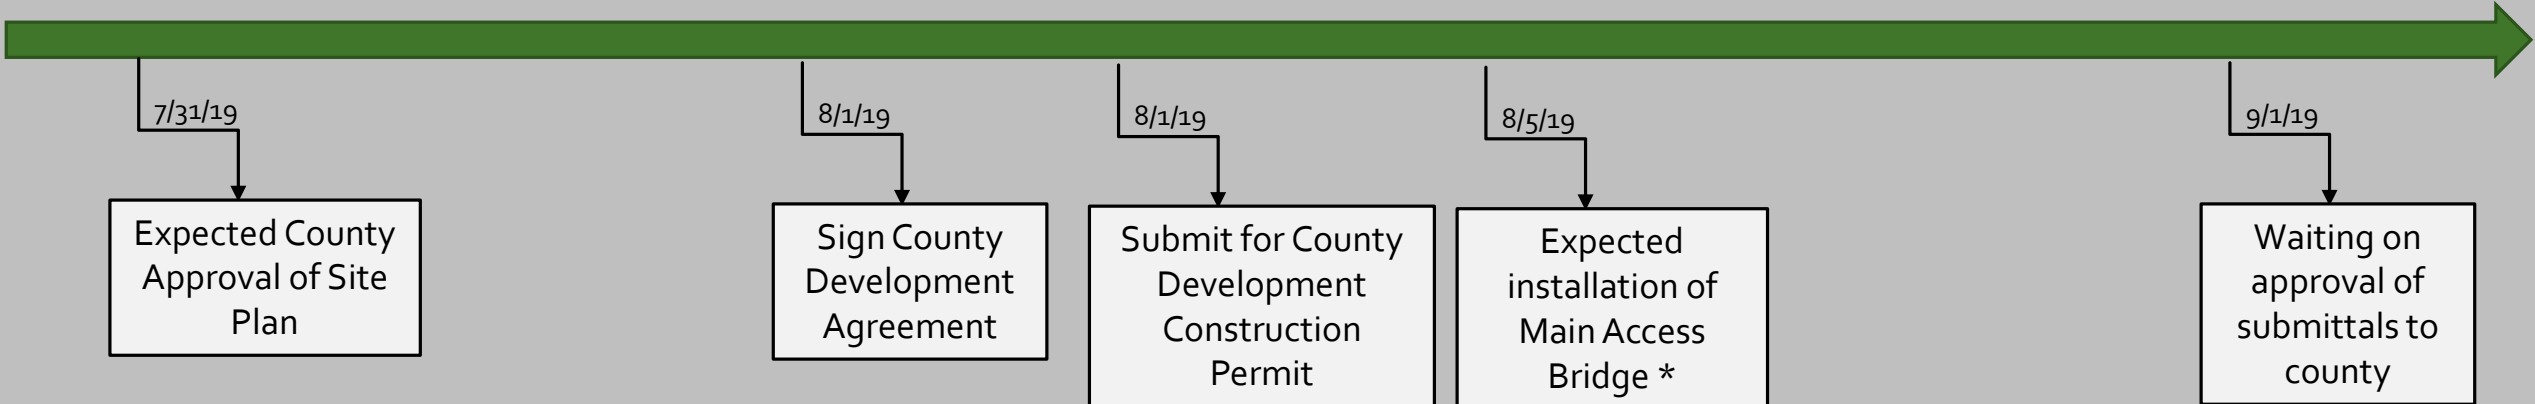 7/31/19
Expected County
Approval of Site
Plan
8/1/19
Sign County
Development
Agreement
8/1/19
Submit for County
Development
Construction
Permit
8/5/19
Expected
installation of
Main Access
Bridge *
9/1/19
Waiting on
approval of
submittals to
county